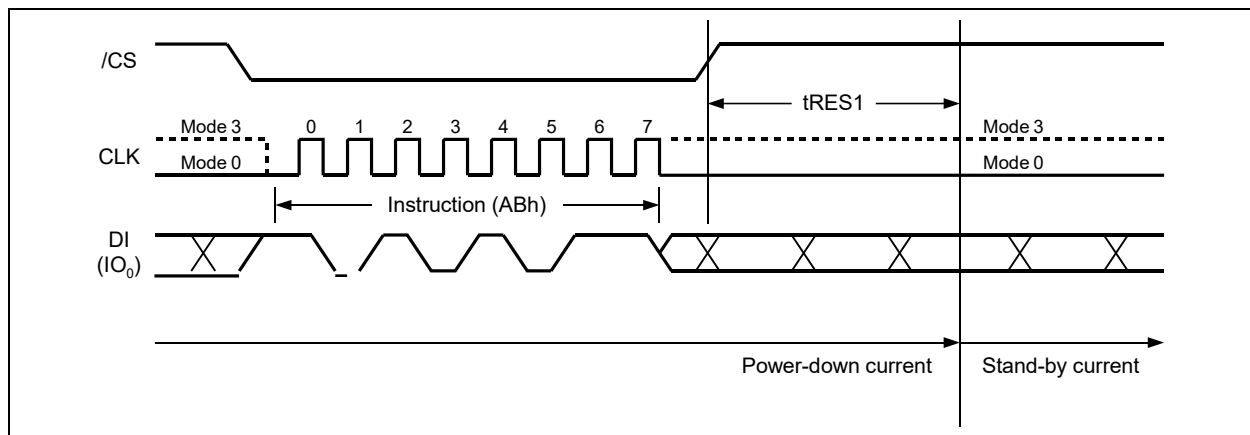 /CS
tRES1
Mode 3 0 1 2 3 4 5 6 7 Mode 3
CLK
Mode 0 Mode 0
Instruction (ABh)
DI
(IO₀)
Power-down current Stand-by current